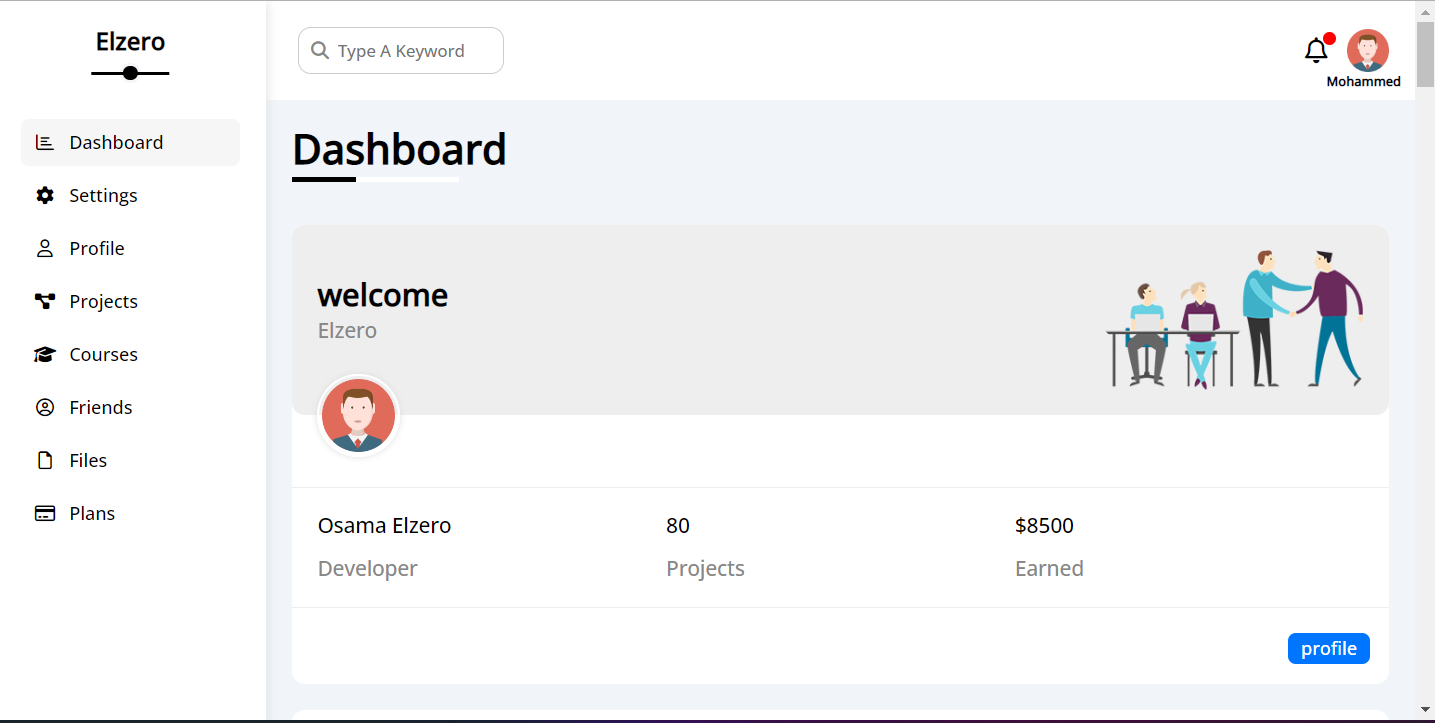 Elzero
Type A Keyword
Mohammed
Dashboard
Settings
Profile
Projects
Courses
Friends
Files
Plans
Dashboard
welcome
Elzero
Osama Elzero 80 $8500
Developer Projects Earned
profile